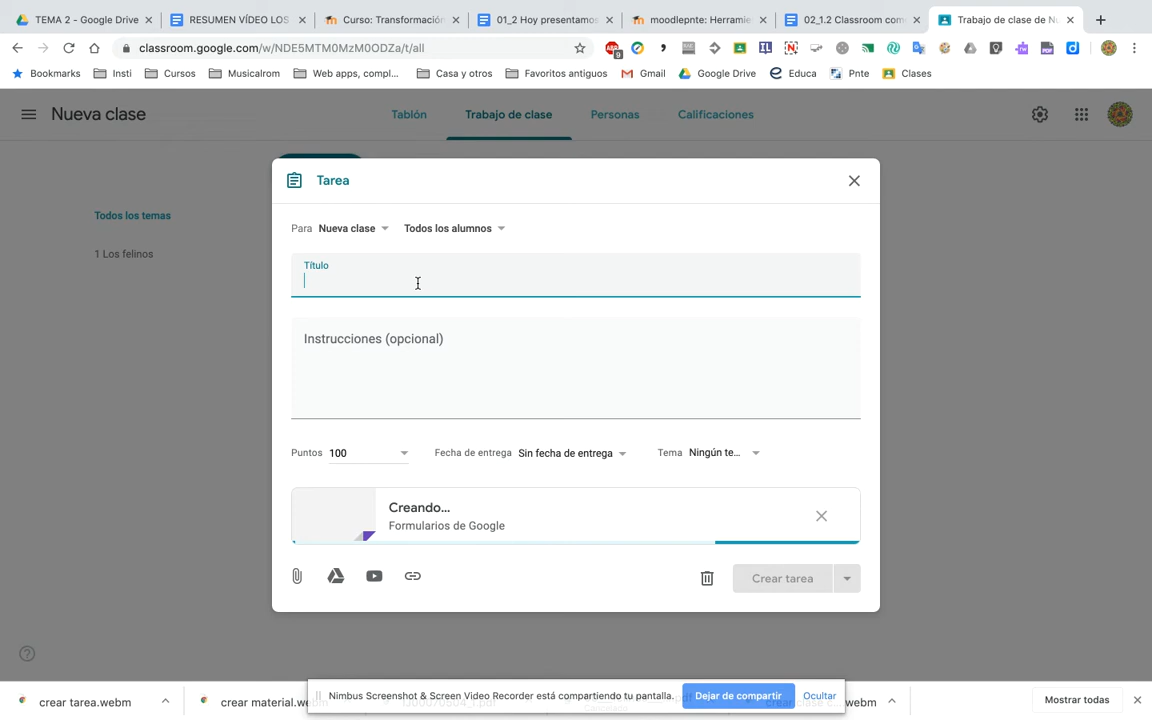 TEMA 2 - Google Drive
RESUMEN VÍDEO LOS
Curso: Transformación
01_2 Hoy presentamos
moodlepnte: Herramie
02_1.2 Classroom com
Trabajo de clase de Nu
classroom.google.com/w/NDE5MTM0MzM0ODZa/t/all
Bookmarks
Insti
Cursos
Musicalrom
Web apps, compl...
Casa y otros
Favoritos antiguos
Gmail
Google Drive
Educa
Pnte
Clases
Nueva clase
Tablón
Trabajo de clase
Personas
Calificaciones
Todos los temas
1 Los felinos
Tarea
Para Nueva clase
Todos los alumnos
Título
Instrucciones (opcional)
Puntos 100
Fecha de entrega Sin fecha de entrega
Tema Ningún te...
Creando...
Formularios de Google
Crear tarea
crear tarea.webm
crear material.we
Nimbus Screenshot & Screen Video Recorder está compartiendo tu pantalla.
Dejar de compartir
Ocultar
Cancelado
webm
Mostrar todas